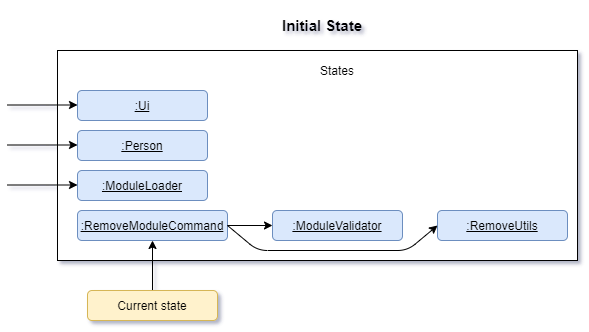 Initial State
States
:Ui
:Person
:ModuleLoader
:RemoveModuleCommand
:ModuleValidator
:RemoveUtils
Current state